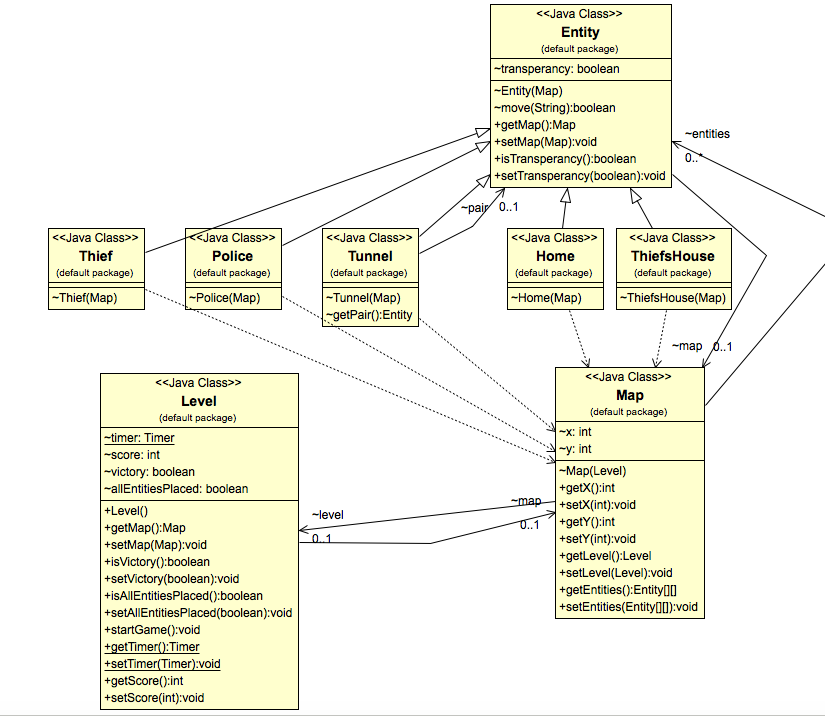 <<Java Class>>
Entity
(default package)
~transperancy: boolean
~Entity(Map)
~move(String):boolean
+getMap():Map
+setMap(Map):void
+isTransperancy():boolean
+setTransperancy(boolean):void
~entities
0..*
~pair 0..1
<<Java Class>>
Thief
(default package)
~Thief(Map)
<<Java Class>>
Police
(default package)
~Police(Map)
<<Java Class>>
Tunnel
(default package)
~Tunnel(Map)
~getPair():Entity
<<Java Class>>
Home
(default package)
~Home(Map)
<<Java Class>>
ThiefsHouse
(default package)
~ThiefsHouse(Map)
~map 0..1
<<Java Class>>
Level
(default package)
~timer: Timer
~score: int
~victory: boolean
~allEntitiesPlaced: boolean
+Level()
+getMap():Map
+setMap(Map):void
+isVictory():boolean
+setVictory(boolean):void
+isAllEntitiesPlaced():boolean
+setAllEntitiesPlaced(boolean):void
+startGame():void
+getTimer():Timer
+setTimer(Timer):void
+getScore():int
+setScore(int):void
~level
0..1
~map
0..1
<<Java Class>>
Map
(default package)
~x: int
~y: int
~Map(Level)
+getX():int
+setX(int):void
+getY():int
+setY(int):void
+getLevel():Level
+setLevel(Level):void
+getEntities():Entity[][]
+setEntities(Entity[][]):void